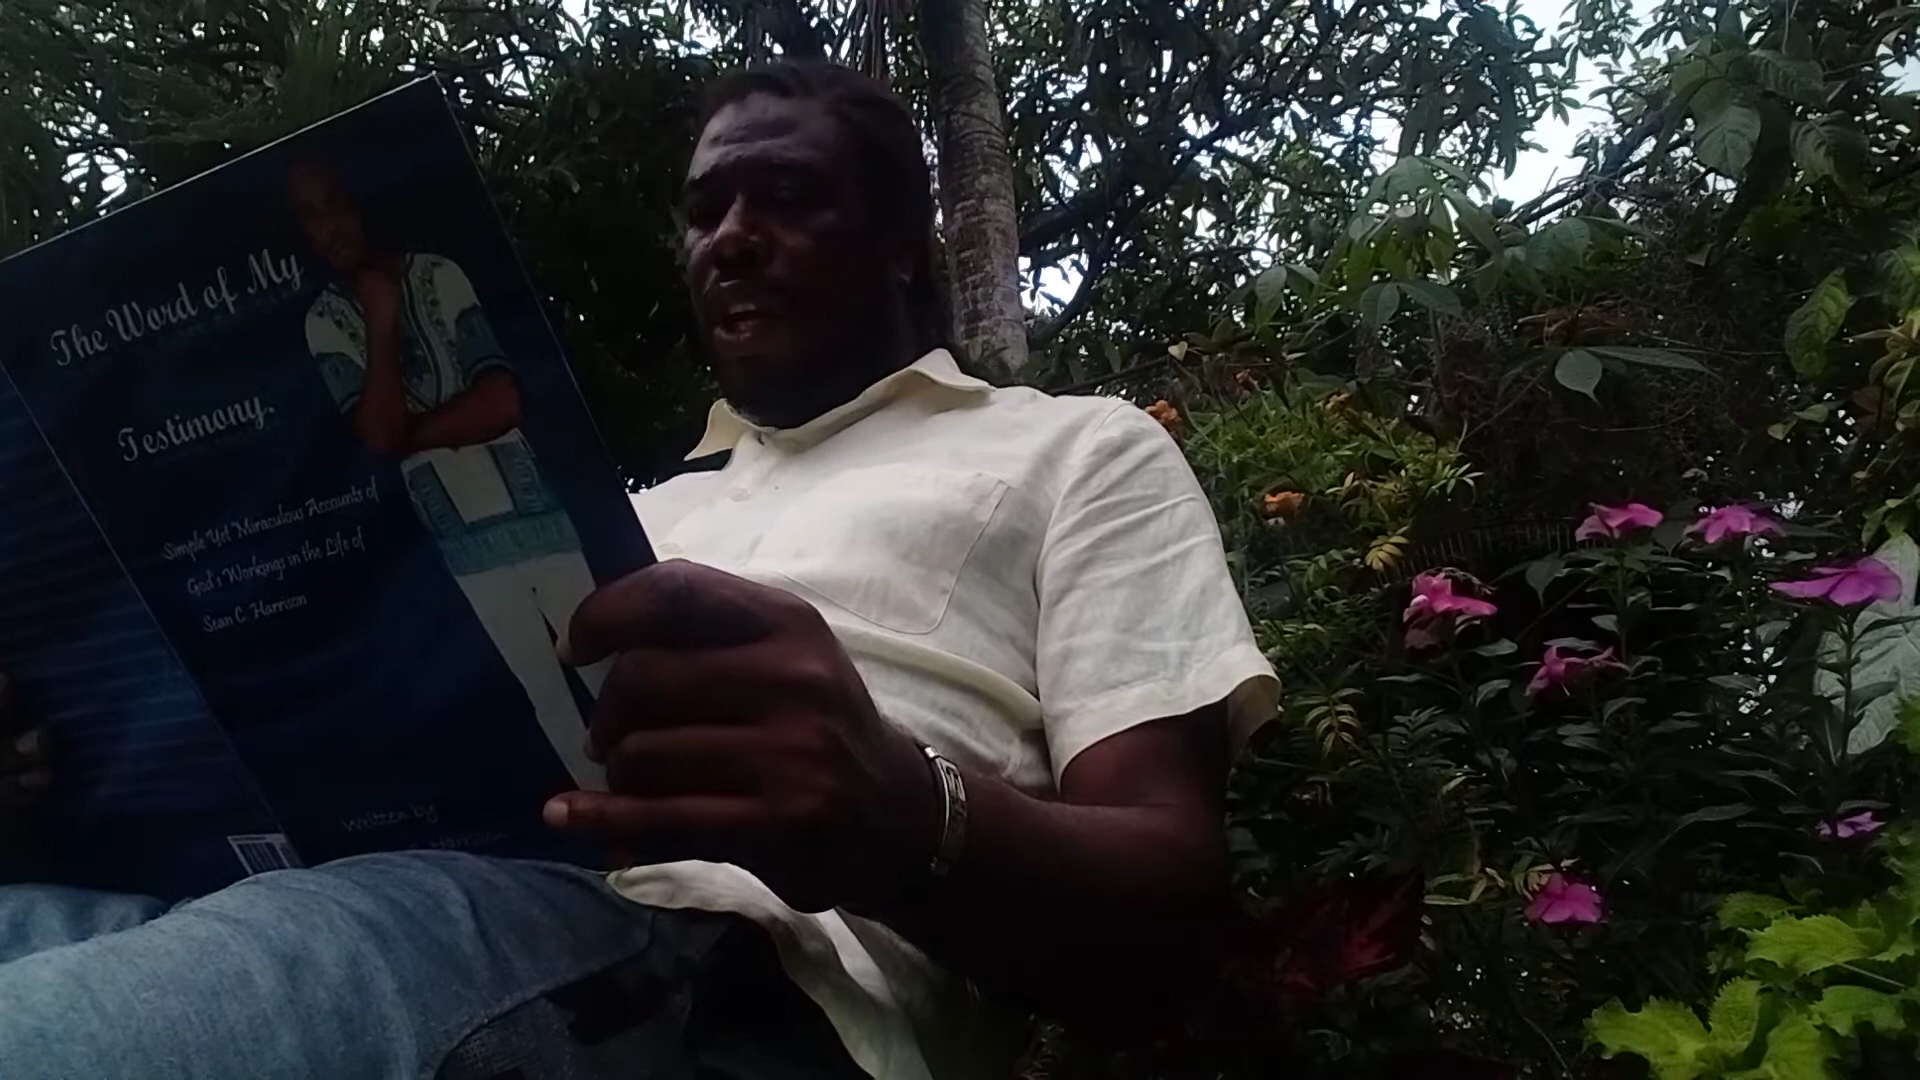 The Word of My
Testimony.
Simple Yet Miraculous Accounts of
God's Workings in the Life of
Sean C. Harrison
Written by
Harrison